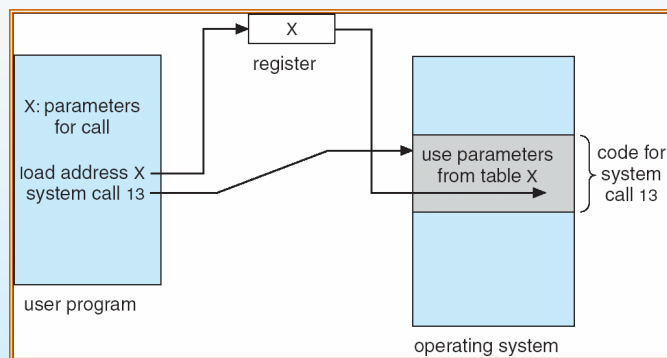 X
register
X: parameters
for call
load address X
system call 13
user program
use parameters
from table X
code for
system
call 13
operating system